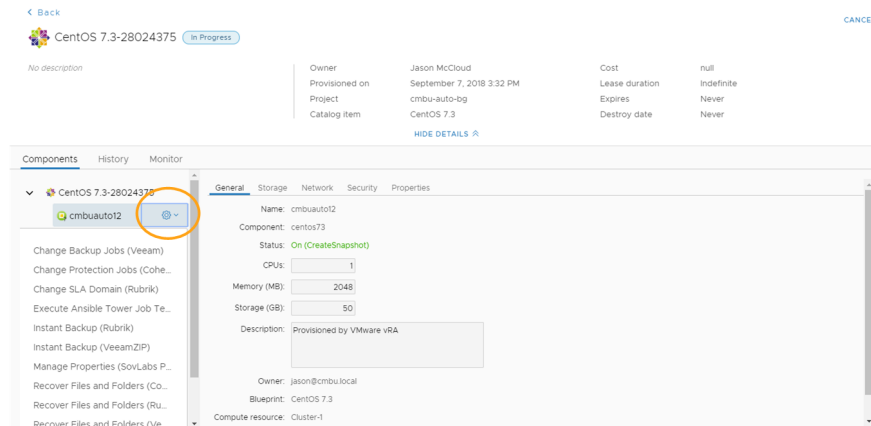 Back
CANCE
CentOS 7.3-28024375 In Progress
No description
Owner Jason McCloud Cost null
Provisioned on September 7, 2018 3:32 PM Lease duration Indefinite
Project cmbu-auto-bg Expires Never
Catalog item CentOS 7.3 Destroy date Never
HIDE DETAILS
Components History Monitor
CentOS 7.3-28024375
cmbuauto12
Change Backup Jobs (Veeam)
Change Protection Jobs (Cohe...
Change SLA Domain (Rubrik)
Execute Ansible Tower Job Te...
Instant Backup (Rubrik)
Instant Backup (VeeamZIP)
Manage Properties (SovLabs P...
Recover Files and Folders (Co...
Recover Files and Folders (Ru...
Recover Files and Folders (Ve...
General Storage Network Security Properties
Name: cmbuauto12
Component: centos73
Status: On (CreateSnapshot)
CPUs: 1
Memory (MB): 2048
Storage (GB): 50
Description: Provisioned by VMware vRA
Owner: jason@cmbu.local
Blueprint: CentOS 7.3
Compute resource: Cluster-1